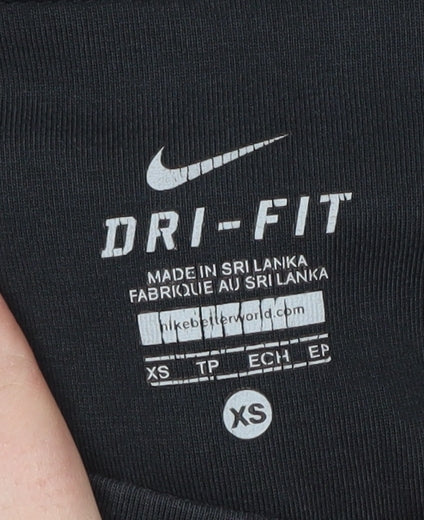 DRI-FIT
MADE IN SRI LANKA
FABRIQUE AU SRI LANKA
nikebetterworld.com
XS TP ECH EP
XS